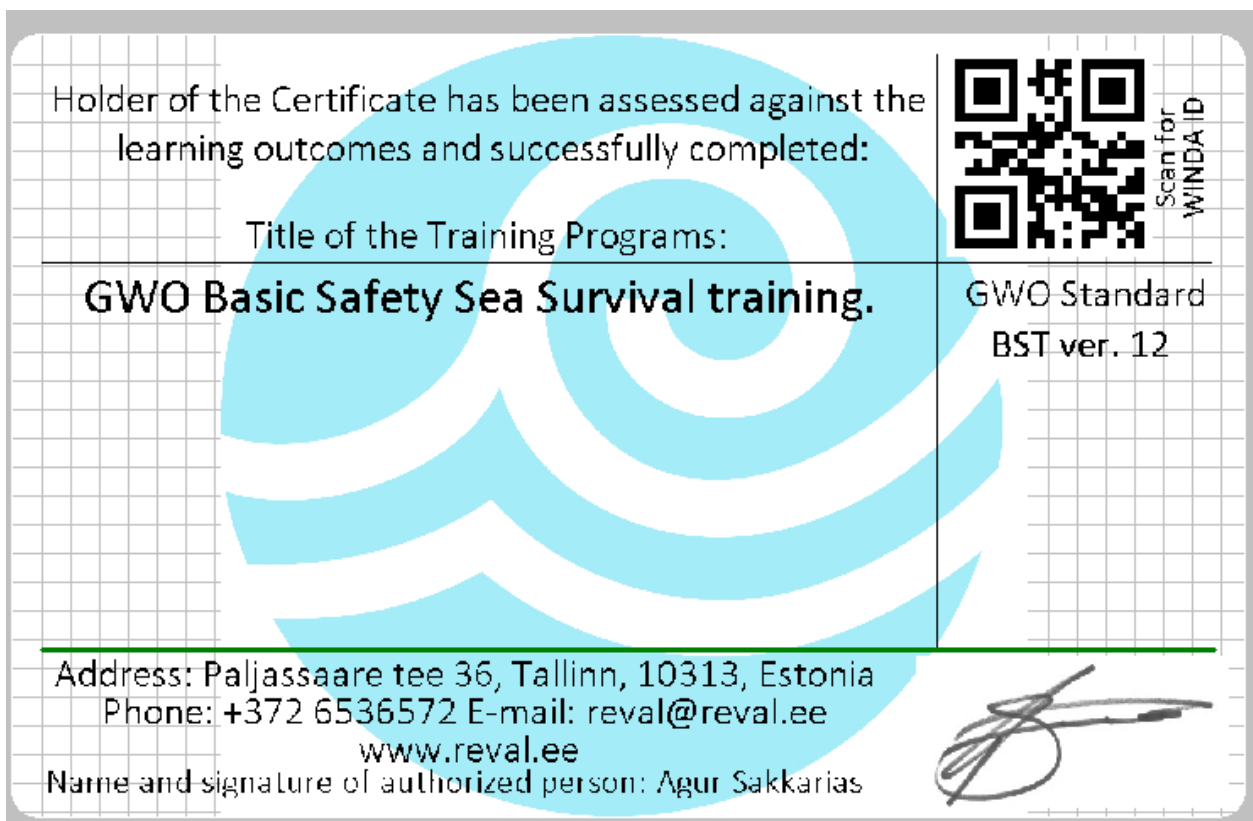 Holder of the Certificate has been assessed against the
learning outcomes and successfully completed:
Scan for
WINDA ID
Title of the Training Programs:
GWO Basic Safety Sea Survival training.
GWO Standard
BST ver. 12
Address: Paljassaare tee 36, Tallinn, 10313, Estonia
Phone: +372 6536572 E-mail: reval@reval.ee
www.reval.ee
Name and signature of authorized person: Agur Sakkarias